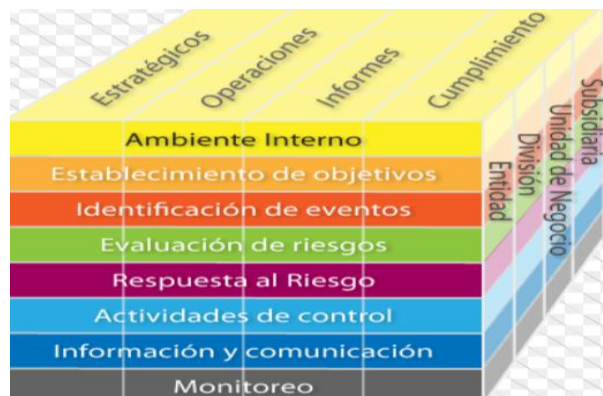 Estratégicos
Operaciones
Informes
Cumplimiento
Ambiente Interno
Establecimiento de objetivos
Identificación de eventos
Evaluación de riesgos
Respuesta al Riesgo
Actividades de control
Información y comunicación
Monitoreo
Entidad
División
Unidad de Negocio
Subsidiaria